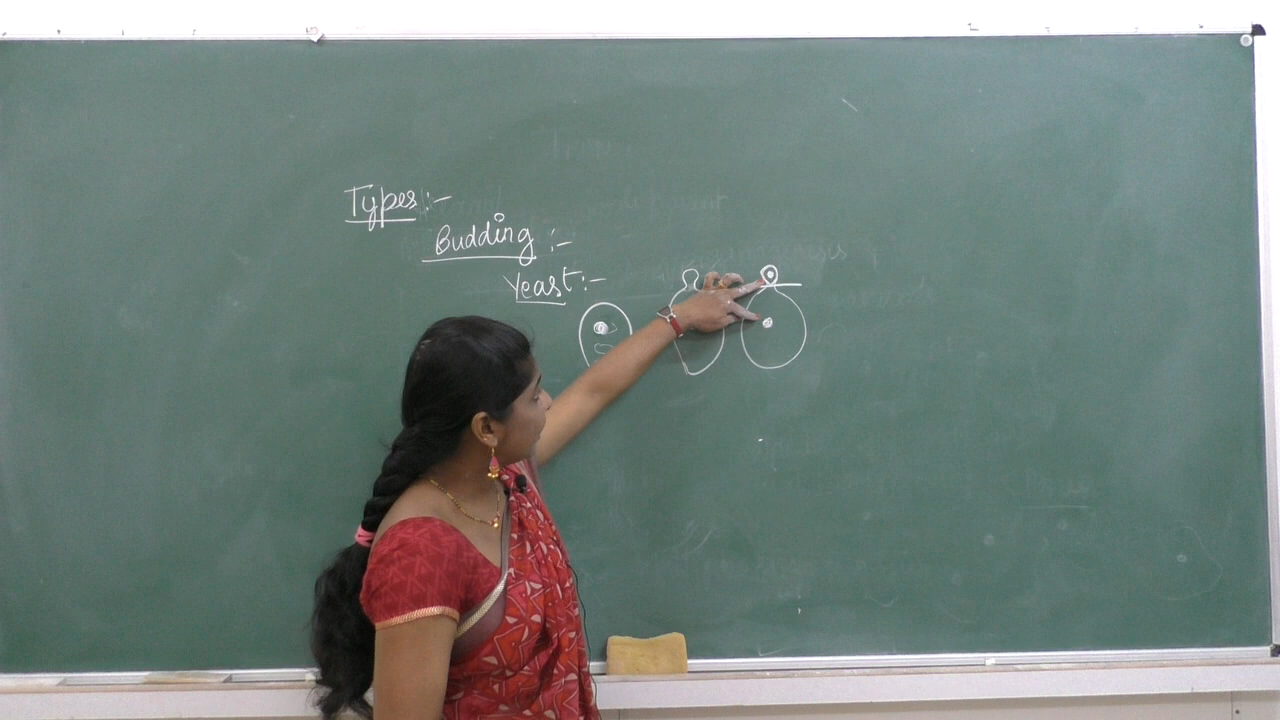 Types :-
Budding :-
Yeast :-